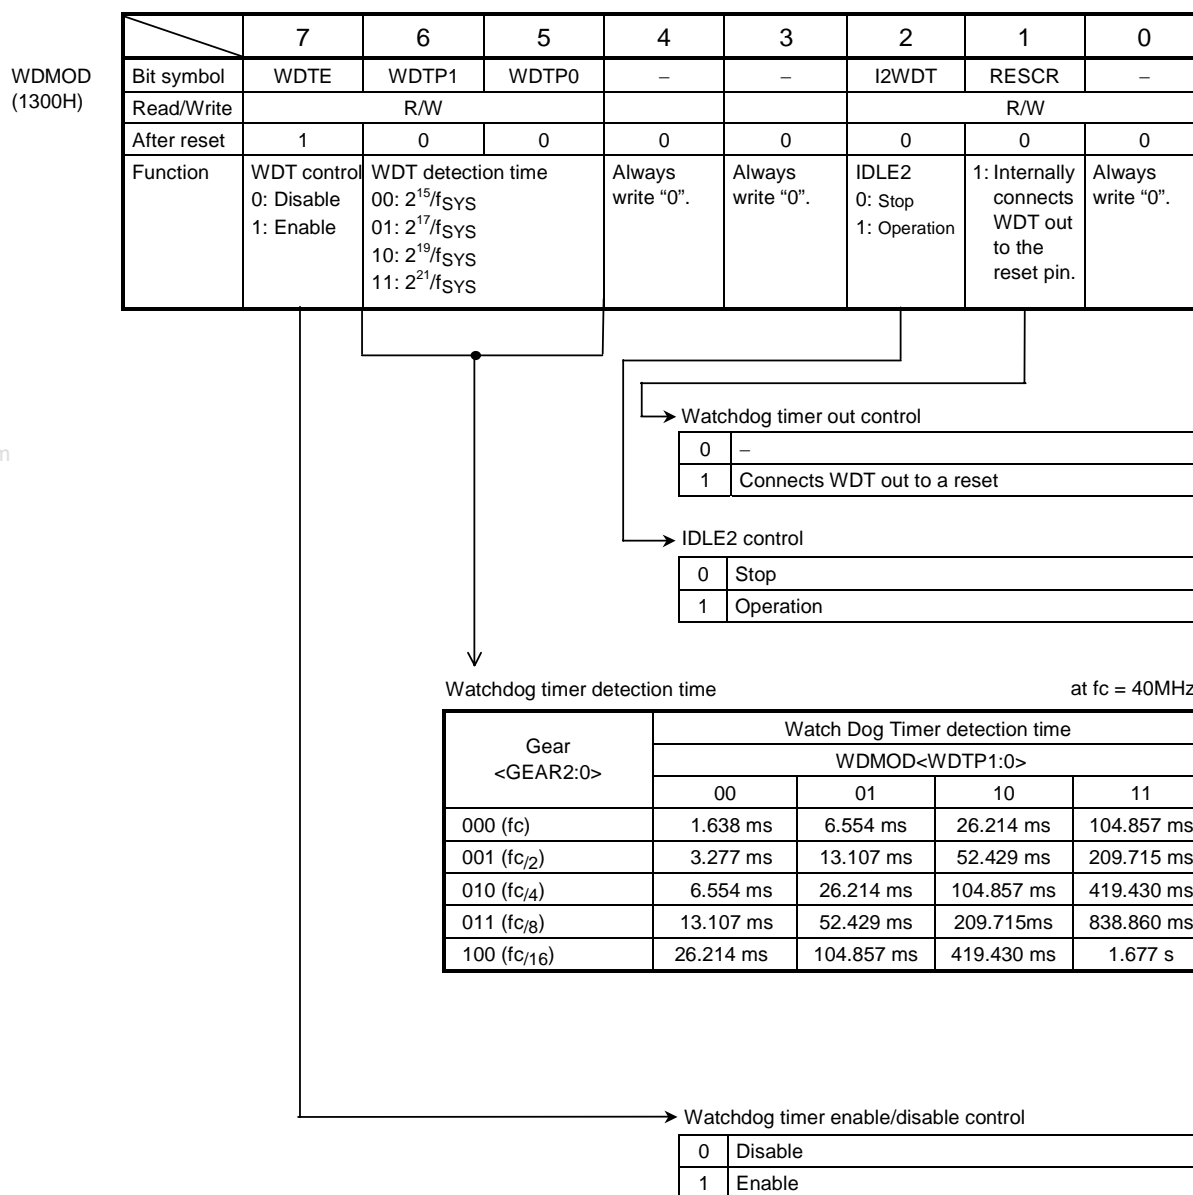 7 6 5 4 3 2 1 0
WDMOD
(1300H)
Bit symbol WDTE WDTP1 WDTP0 – – I2WDT RESCR –
Read/Write R/W R/W
After reset 1 0 0 0 0 0 0 0
Function
WDT control
0: Disable
1: Enable
WDT detection time
00: 2^15/fSYS
01: 2^17/fSYS
10: 2^19/fSYS
11: 2^21/fSYS
Always
write “0”.
Always
write “0”.
IDLE2
0: Stop
1: Operation
1: Internally
connects
WDT out
to the
reset pin.
Always
write “0”.
Watchdog timer out control
0 –
1 Connects WDT out to a reset
IDLE2 control
0 Stop
1 Operation
Watchdog timer detection time at fc = 40MHz
Gear
<GEAR2:0>
Watch Dog Timer detection time
WDMOD<WDTP1:0>
00 01 10 11
000 (fc) 1.638 ms 6.554 ms 26.214 ms 104.857 ms
001 (fc/2) 3.277 ms 13.107 ms 52.429 ms 209.715 ms
010 (fc/4) 6.554 ms 26.214 ms 104.857 ms 419.430 ms
011 (fc/8) 13.107 ms 52.429 ms 209.715ms 838.860 ms
100 (fc/16) 26.214 ms 104.857 ms 419.430 ms 1.677 s
Watchdog timer enable/disable control
0 Disable
1 Enable